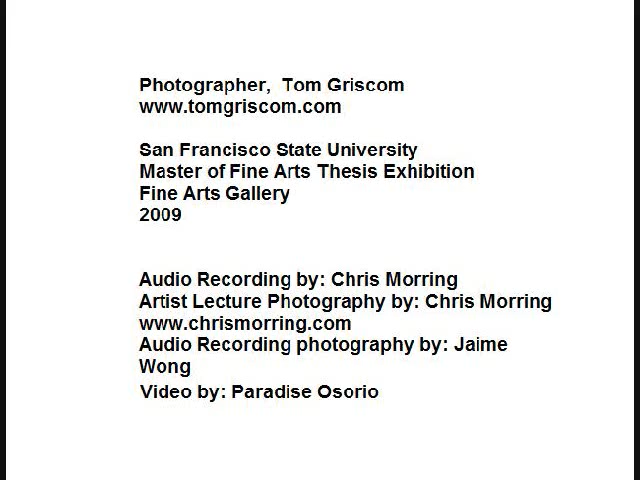 Photographer,  Tom Griscom
www.tomgriscom.com
San Francisco State University
Master of Fine Arts Thesis Exhibition
Fine Arts Gallery
2009
Audio Recording by: Chris Morring
Artist Lecture Photography by: Chris Morring
www.chrismorring.com
Audio Recording photography by: Jaime
Wong
Video by: Paradise Osorio